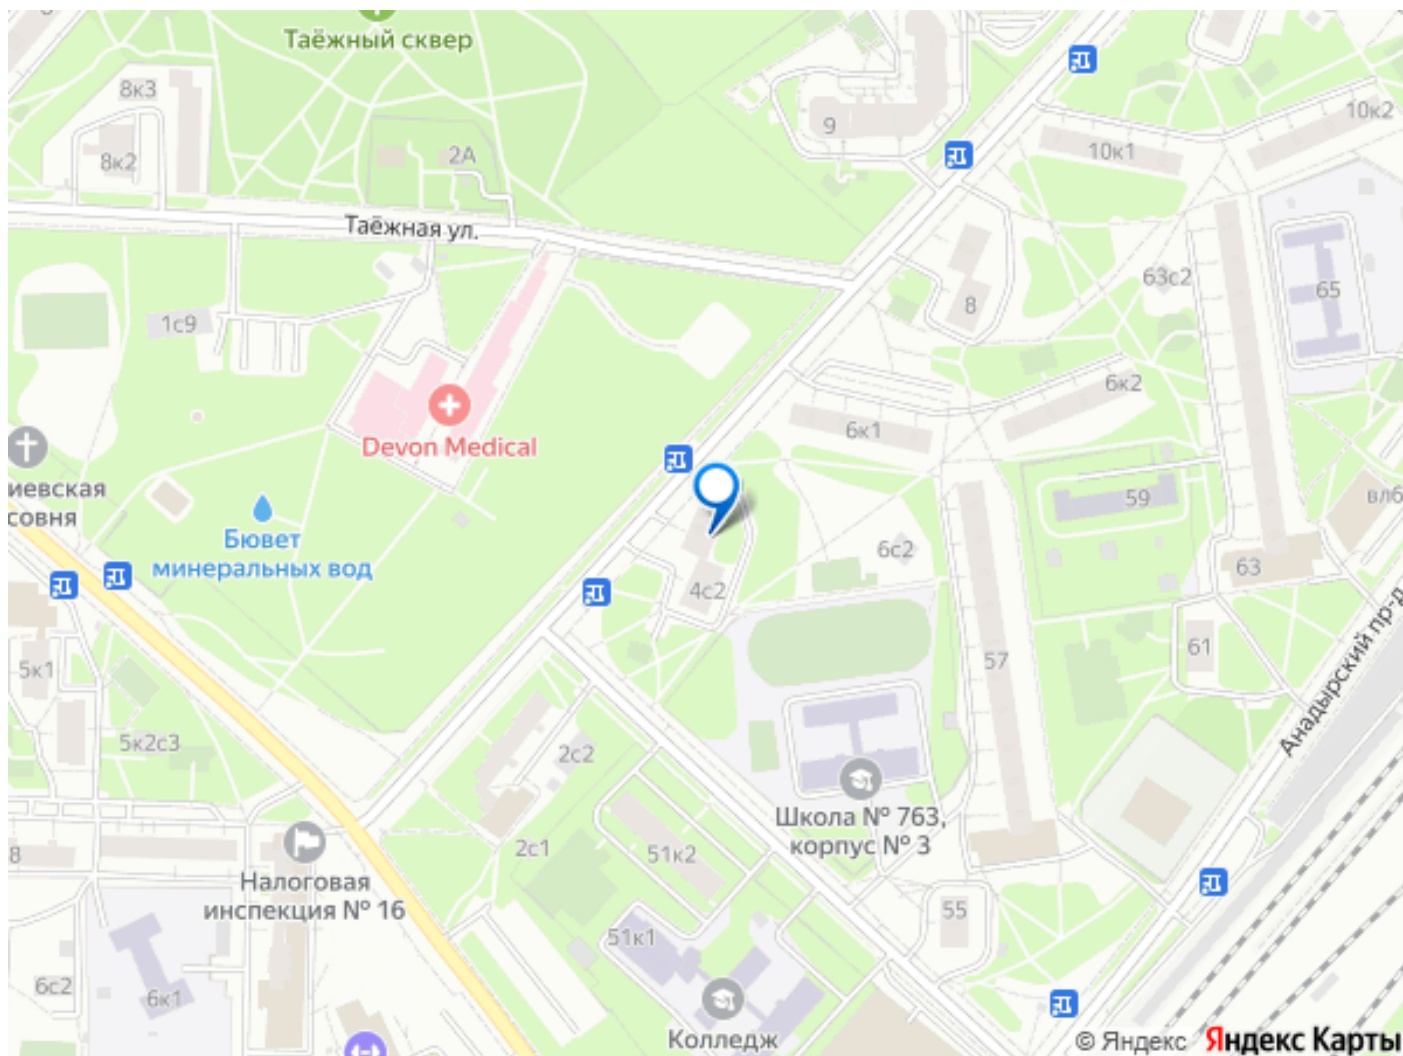 Таёжный сквер
8к3
10к2
9
2А
8к2
10к1
Таёжная ул.
63с2
65
8
1с9
6к2
6к1
Devon Medical
иевская
совня
59
вл6
Бювет
минеральных вод
6с2
63
4с2
61
5к1
57
Анадырский пр-д
5к2с3
2с2
Школа № 763,
корпус № 3
2с1
51к2
8
Налоговая
инспекция № 16
55
51к1
6с2
6к1
Колледж
© Яндекс Яндекс Карты